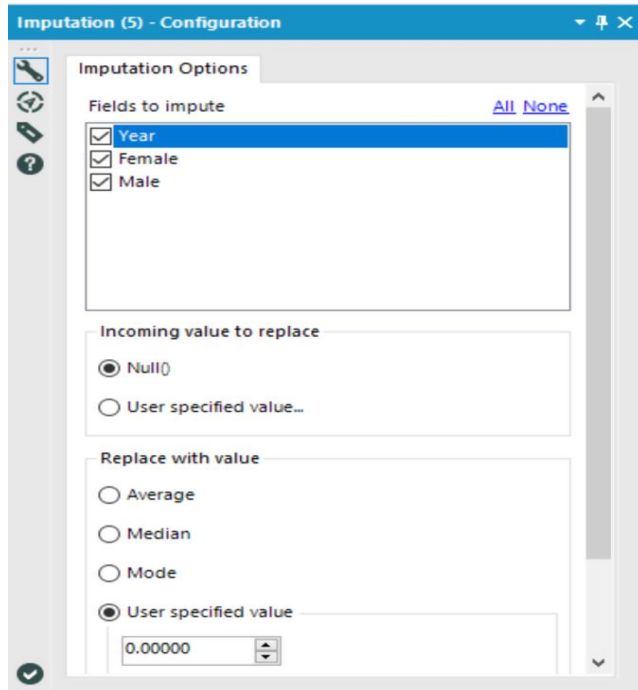 Imputation (5) - Configuration
Imputation Options
Fields to impute All None
Year
Female
Male
Incoming value to replace
Null()
User specified value...
Replace with value
Average
Median
Mode
User specified value
0.00000